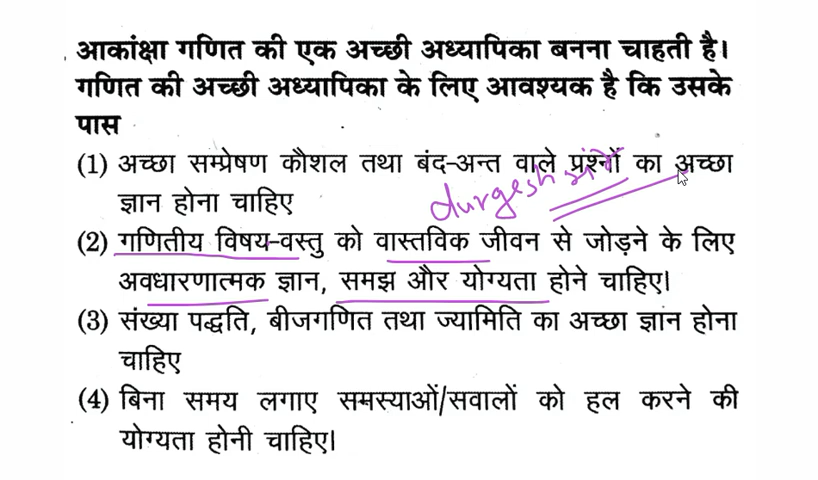 आकांक्षा गणित की एक अच्छी अध्यापिका बनना चाहती है।
गणित की अच्छी अध्यापिका के लिए आवश्यक है कि उसके
पास
(1) अच्छा सम्प्रेषण कौशल तथा बंद-अन्त वाले प्रश्नों का अच्छा
ज्ञान होना चाहिए
durgesh
(2) गणितीय विषय-वस्तु को वास्तविक जीवन से जोड़ने के लिए
अवधारणात्मक ज्ञान, समझ और योग्यता होने चाहिए।
(3) संख्या पद्धति, बीजगणित तथा ज्यामिति का अच्छा ज्ञान होना
चाहिए
(4) बिना समय लगाए समस्याओं/सवालों को हल करने की
योग्यता होनी चाहिए।